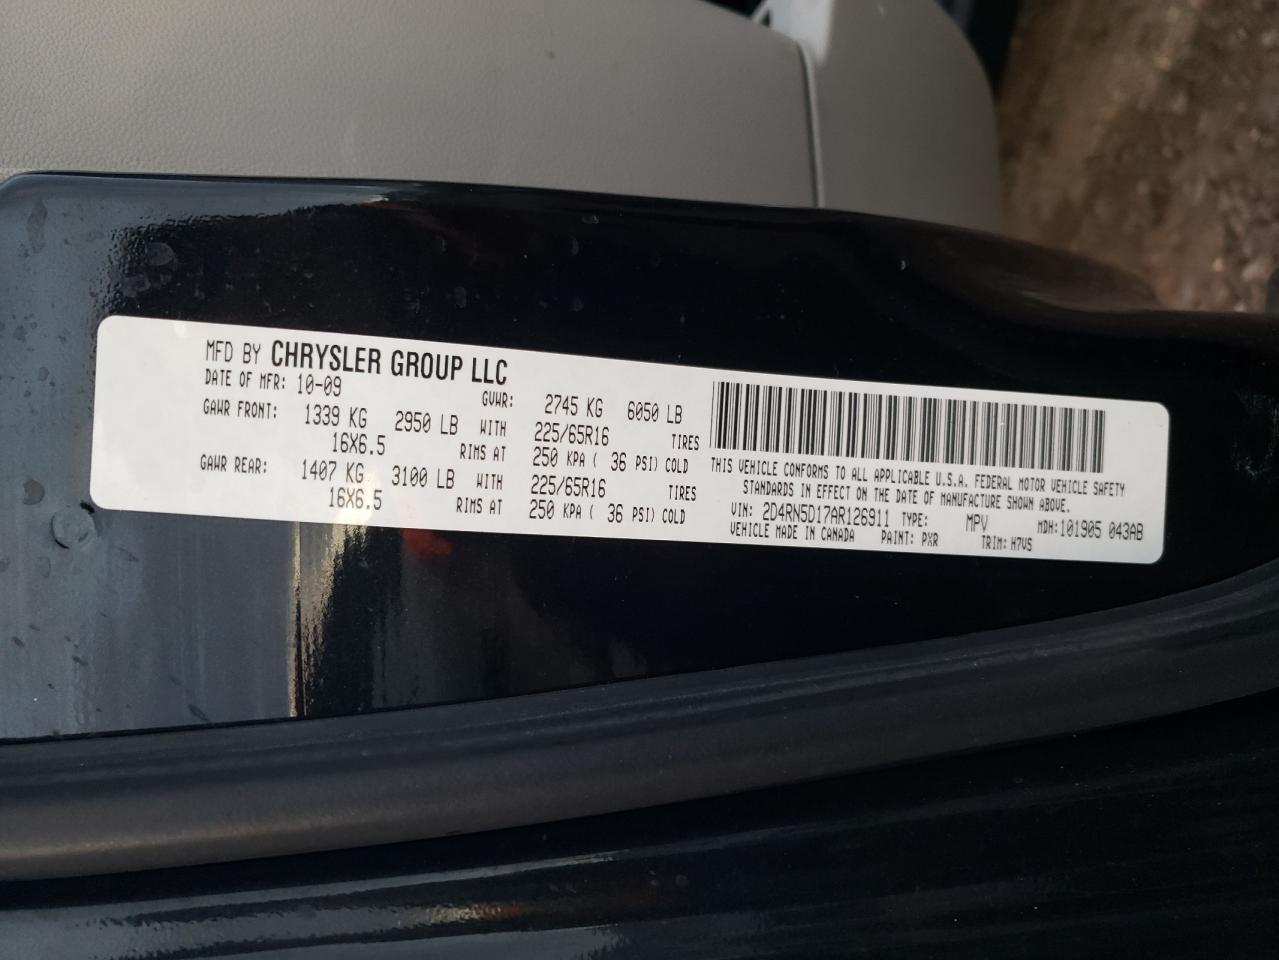 MFD BY CHRYSLER GROUP LLC
DATE OF MFR: 10-09 GVWR: 2745 KG 6050 LB
GAWR FRONT: 1339 KG 2950 LB WITH 225/65R16 TIRES
16X6.5 RIMS AT 250 KPA ( 36 PSI) COLD
GAWR REAR: 1407 KG 3100 LB WITH 225/65R16 TIRES
16X6.5 RIMS AT 250 KPA ( 36 PSI) COLD
THIS VEHICLE CONFORMS TO ALL APPLICABLE U.S.A. FEDERAL MOTOR VEHICLE SAFETY
STANDARDS IN EFFECT ON THE DATE OF MANUFACTURE SHOWN ABOVE.
VIN: 2D4RN5D17AR126911 TYPE: MPV MDH:101905 043AB
VEHICLE MADE IN CANADA PAINT: PXR TRIM: H7VS